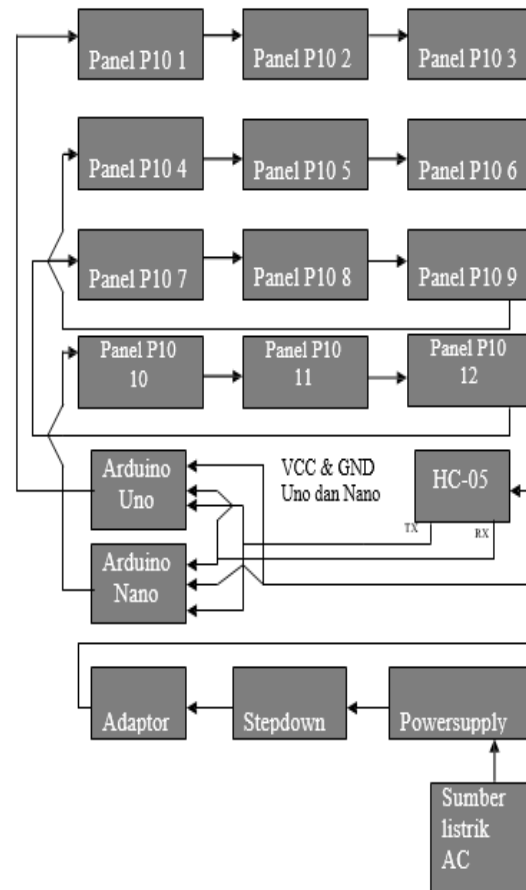 Panel P10 1
Panel P10 2
Panel P10 3
Panel P10 4
Panel P10 5
Panel P10 6
Panel P10 7
Panel P10 8
Panel P10 9
Panel P10
10
Panel P10
11
Panel P10
12
Arduino
Uno
VCC & GND
Uno dan Nano
HC-05
TX
RX
Arduino
Nano
Adaptor
Stepdown
Powersupply
Sumber
listrik
AC